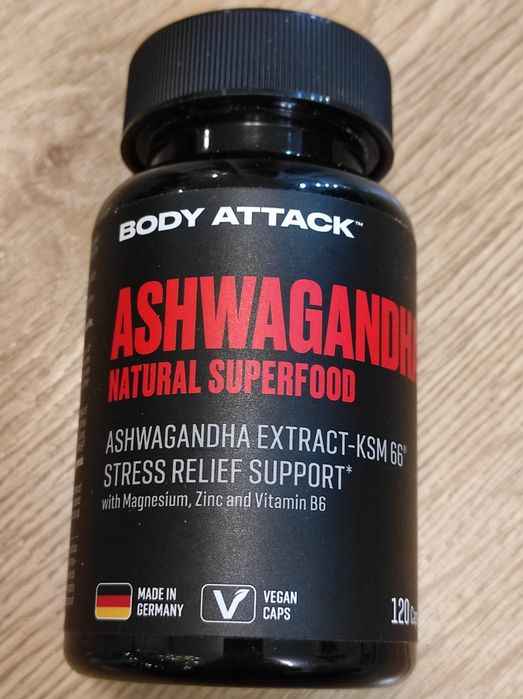 BODY ATTACK™
ASHWAGANDHA
NATURAL SUPERFOOD
ASHWAGANDHA EXTRACT-KSM 66®
STRESS RELIEF SUPPORT*
with Magnesium, Zinc and Vitamin B6
MADE IN
GERMANY
V
VEGAN
CAPS
120